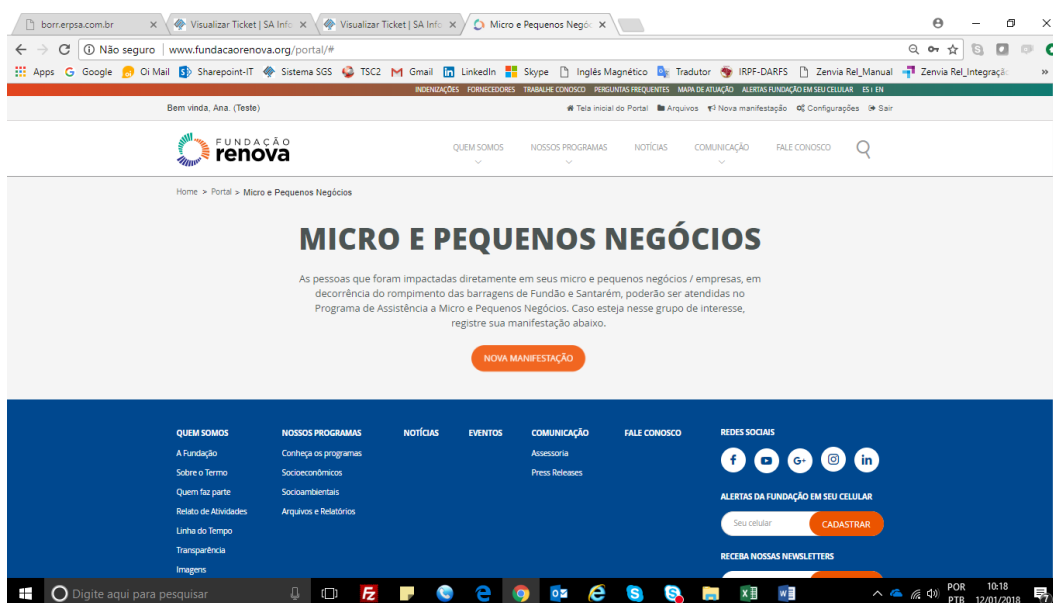 borr.erpsa.com.br
Visualizar Ticket | SA Info
Visualizar Ticket | SA Info
Micro e Pequenos Negóc
Não seguro
www.fundacaorenova.org/portal/#
Apps
Google
Oi Mail
Sharepoint-IT
Sistema SGS
TSC2
Gmail
LinkedIn
Skype
Inglês Magnético
Tradutor
IRPF-DARFS
Zenvia Rel_Manual
Zenvia Rel_Integraçã
INDENIZAÇÕES FORNECEDORES TRABALHE CONOSCO PERGUNTAS FREQUENTES MAPA DE ATUAÇÃO ALERTAS FUNDAÇÃO EM SEU CELULAR ES | EN
Bem vinda, Ana. (Teste)
Tela inicial do Portal Arquivos Nova manifestação Configurações Sair
FUNDAÇÃO
renova
QUEM SOMOS NOSSOS PROGRAMAS NOTÍCIAS COMUNICAÇÃO FALE CONOSCO
Home > Portal > Micro e Pequenos Negócios
MICRO E PEQUENOS NEGÓCIOS
As pessoas que foram impactadas diretamente em seus micro e pequenos negócios / empresas, em
decorrência do rompimento das barragens de Fundão e Santarém, poderão ser atendidas no
Programa de Assistência a Micro e Pequenos Negócios. Caso esteja nesse grupo de interesse,
registre sua manifestação abaixo.
NOVA MANIFESTAÇÃO
QUEM SOMOS
A Fundação
Sobre o Termo
Quem faz parte
Relato de Atividades
Linha do Tempo
Transparência
Imagens
NOSSOS PROGRAMAS
Conheça os programas
Socioeconômicos
Socioambientais
Arquivos e Relatórios
NOTÍCIAS
EVENTOS
COMUNICAÇÃO
Assessoria
Press Releases
FALE CONOSCO
REDES SOCIAIS
ALERTAS DA FUNDAÇÃO EM SEU CELULAR
Seu celular
CADASTRAR
RECEBA NOSSAS NEWSLETTERS
Digite aqui para pesquisar
POR
PTB
10:18
12/01/2018